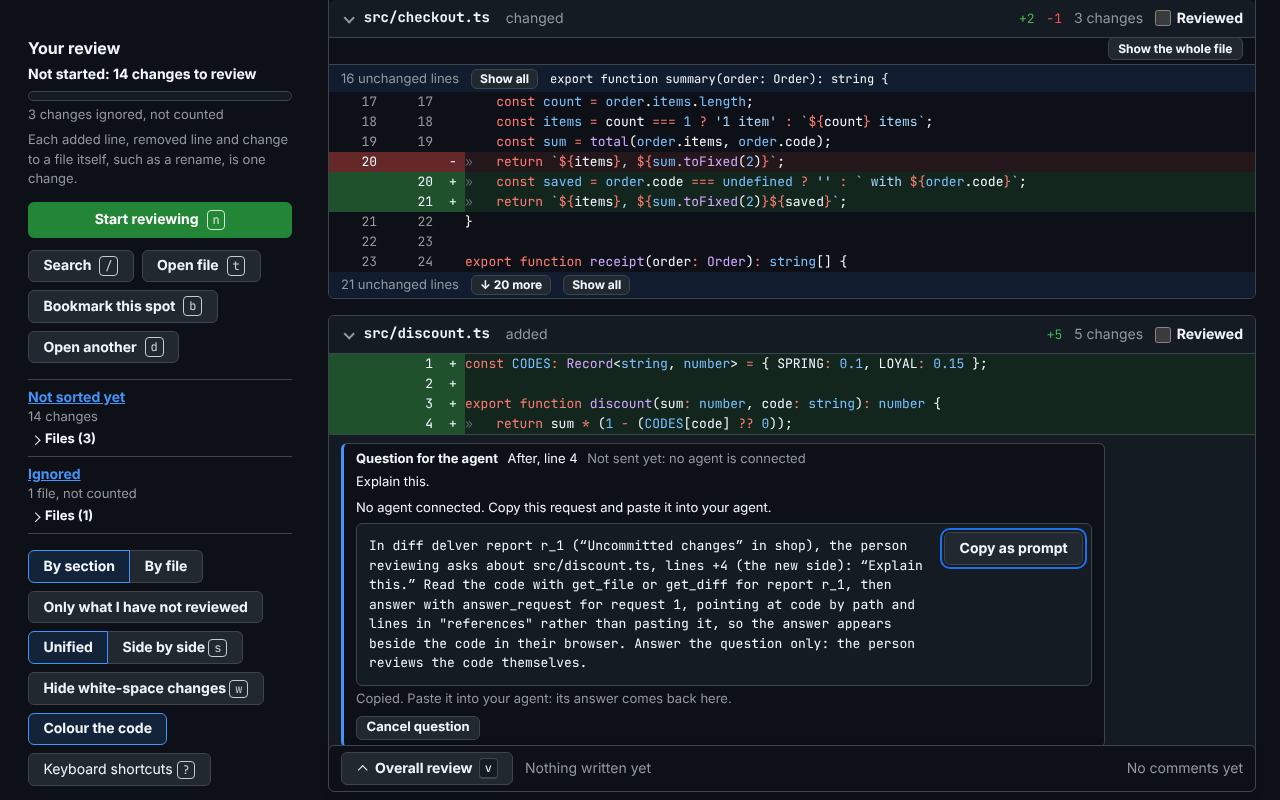 Your review
Not started: 14 changes to review
3 changes ignored, not counted
Each added line, removed line and change
to a file itself, such as a rename, is one
change.
Start reviewing n
Search /
Open file t
Bookmark this spot b
Open another d
Not sorted yet
14 changes
Files (3)
Ignored
1 file, not counted
Files (1)
By section
By file
Only what I have not reviewed
Unified
Side by side s
Hide white-space changes w
Colour the code
Keyboard shortcuts ?
src/checkout.ts changed +2 -1 3 changes Reviewed
Show the whole file
16 unchanged lines Show all export function summary(order: Order): string {
17 17 const count = order.items.length;
18 18 const items = count === 1 ? '1 item' : `${count} items`;
19 19 const sum = total(order.items, order.code);
20 - » return `${items}, ${sum.toFixed(2)}`;
20 + » const saved = order.code === undefined ? '' : ` with ${order.code}`;
21 + » return `${items}, ${sum.toFixed(2)}${saved}`;
21 22 }
22 23
23 24 export function receipt(order: Order): string[] {
21 unchanged lines ↓ 20 more Show all
src/discount.ts added +5 5 changes Reviewed
1 + const CODES: Record<string, number> = { SPRING: 0.1, LOYAL: 0.15 };
2 +
3 + export function discount(sum: number, code: string): number {
4 + » return sum * (1 - (CODES[code] ?? 0));
Question for the agent After, line 4 Not sent yet: no agent is connected
Explain this.
No agent connected. Copy this request and paste it into your agent.
In diff delver report r_1 (“Uncommitted changes” in shop), the person
reviewing asks about src/discount.ts, lines +4 (the new side): “Explain
this.” Read the code with get_file or get_diff for report r_1, then
answer with answer_request for request 1, pointing at code by path and
lines in "references" rather than pasting it, so the answer appears
beside the code in their browser. Answer the question only: the person
reviews the code themselves.
Copy as prompt
Copied. Paste it into your agent: its answer comes back here.
Cancel question
Overall review v Nothing written yet No comments yet